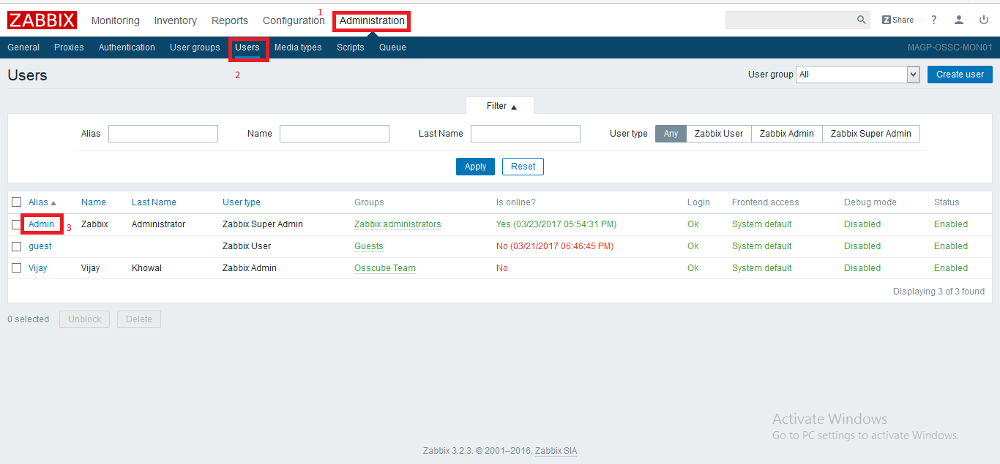 ZABBIX Monitoring Inventory Reports Configuration 1 Administration Z Share ?
General Proxies Authentication User groups Users Media types Scripts Queue MAGP-OSSC-MON01
Users 2 User group All Create user
Filter
Alias Name Last Name User type Any Zabbix User Zabbix Admin Zabbix Super Admin
Apply Reset
Alias Name Last Name User type Groups Is online? Login Frontend access Debug mode Status
Admin 3 Zabbix Administrator Zabbix Super Admin Zabbix administrators Yes (03/23/2017 05:54:31 PM) Ok System default Disabled Enabled
guest Zabbix User Guests No (03/21/2017 06:46:45 PM) Ok System default Disabled Enabled
Vijay Vijay Khowal Zabbix Admin Osscube Team No Ok System default Disabled Enabled
Displaying 3 of 3 found
0 selected Unblock Delete
Activate Windows
Go to PC settings to activate Windows.
Zabbix 3.2.3. © 2001–2016, Zabbix SIA